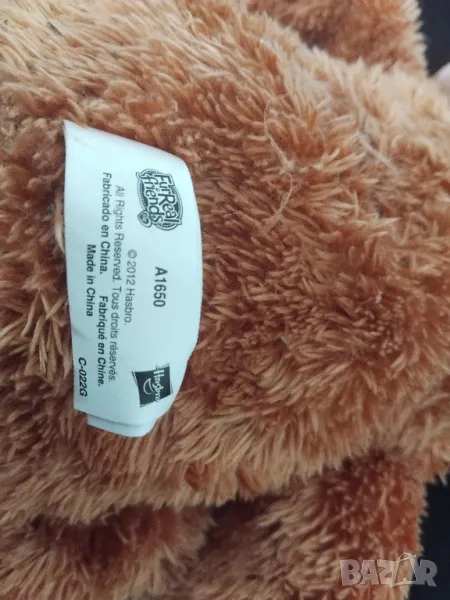 FurReal
friends
A1650
© 2012 Hasbro.
All Rights Reserved. Tous droits réservés.
Fabricado en China. Fabriqué en Chine.
Made in China
C-022G
Hasbro
BAZAR